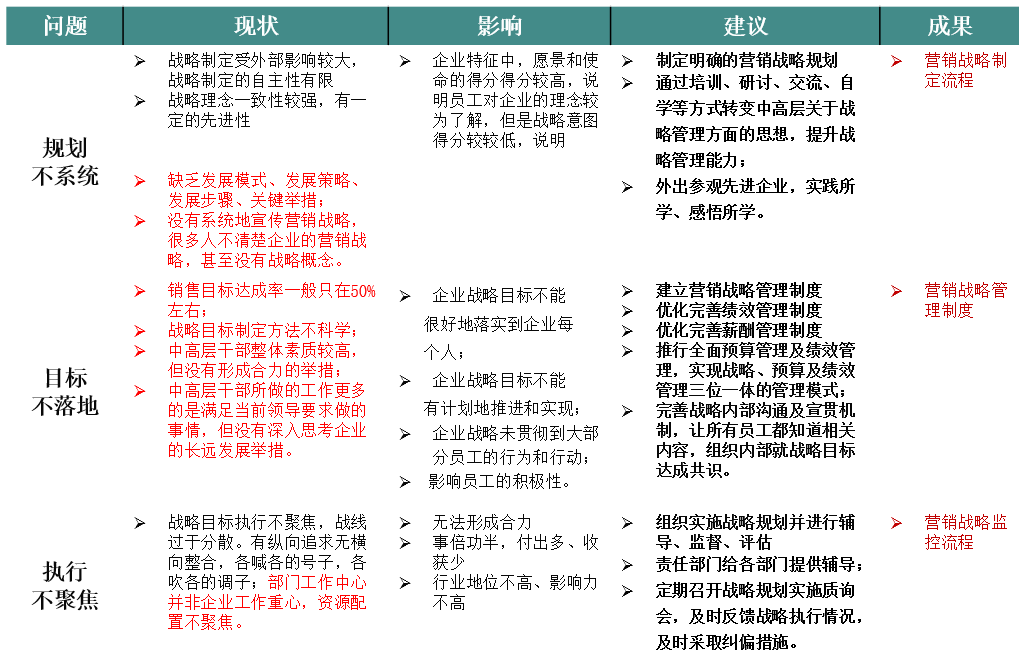 问题 现状 影响 建议 成果
规划
不系统
➢ 战略制定受外部影响较大，
战略制定的自主性有限
➢ 战略理念一致性较强，有一
定的先进性
➢ 缺乏发展模式、发展策略、
发展步骤、关键举措；
➢ 没有系统地宣传营销战略，
很多人不清楚企业的营销战
略，甚至没有战略概念。
➢ 企业特征中，愿景和使
命的得分得分较高，说
明员工对企业的理念较
为了解，但是战略意图
得分较较低，说明
➢ 制定明确的营销战略规划
➢ 通过培训、研讨、交流、自
学等方式转变中高层关于战
略管理方面的思想，提升战
略管理能力；
➢ 外出参观先进企业，实践所
学、感悟所学。
➢ 营销战略制
定流程
目标
不落地
➢ 销售目标达成率一般只在50%
左右；
➢ 战略目标制定方法不科学；
➢ 中高层干部整体素质较高，
但没有形成合力的举措；
➢ 中高层干部所做的工作更多
的是满足当前领导要求做的
事情，但没有深入思考企业
的长远发展举措。
➢ 企业战略目标不能
很好地落实到企业每
个人；
➢ 企业战略目标不能
有计划地推进和实现；
➢ 企业战略未贯彻到大部
分员工的行为和行动；
➢ 影响员工的积极性。
➢ 建立营销战略管理制度
➢ 优化完善绩效管理制度
➢ 优化完善薪酬管理制度
➢ 推行全面预算管理及绩效管
理，实现战略、预算及绩效
管理三位一体的管理模式；
➢ 完善战略内部沟通及宣贯机
制，让所有员工都知道相关
内容，组织内部就战略目标
达成共识。
➢ 营销战略管
理制度
执行
不聚焦
➢ 战略目标执行不聚焦，战线
过于分散。有纵向追求无横
向整合，各喊各的号子，各
吹各的调子；部门工作中心
并非企业工作重心，资源配
置不聚焦。
➢ 无法形成合力
➢ 事倍功半，付出多、收
获少
➢ 行业地位不高、影响力
不高
➢ 组织实施战略规划并进行辅
导、监督、评估
➢ 责任部门给各部门提供辅导；
➢ 定期召开战略规划实施质询
会，及时反馈战略执行情况，
及时采取纠偏措施。
➢ 营销战略监
控流程